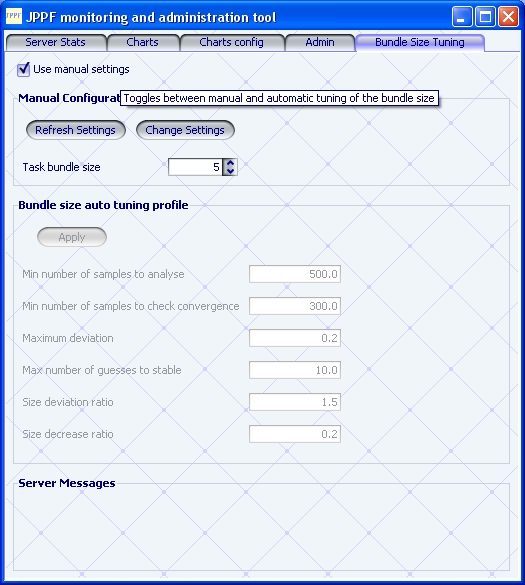 JPPF JPPF monitoring and administration tool
Server Stats Charts Charts config Admin Bundle Size Tuning
Use manual settings
Manual Configurat
Toggles between manual and automatic tuning of the bundle size
Refresh Settings Change Settings
Task bundle size 5
Bundle size auto tuning profile
Apply
Min number of samples to analyse 500.0
Min number of samples to check convergence 300.0
Maximum deviation 0.2
Max number of guesses to stable 10.0
Size deviation ratio 1.5
Size decrease ratio 0.2
Server Messages